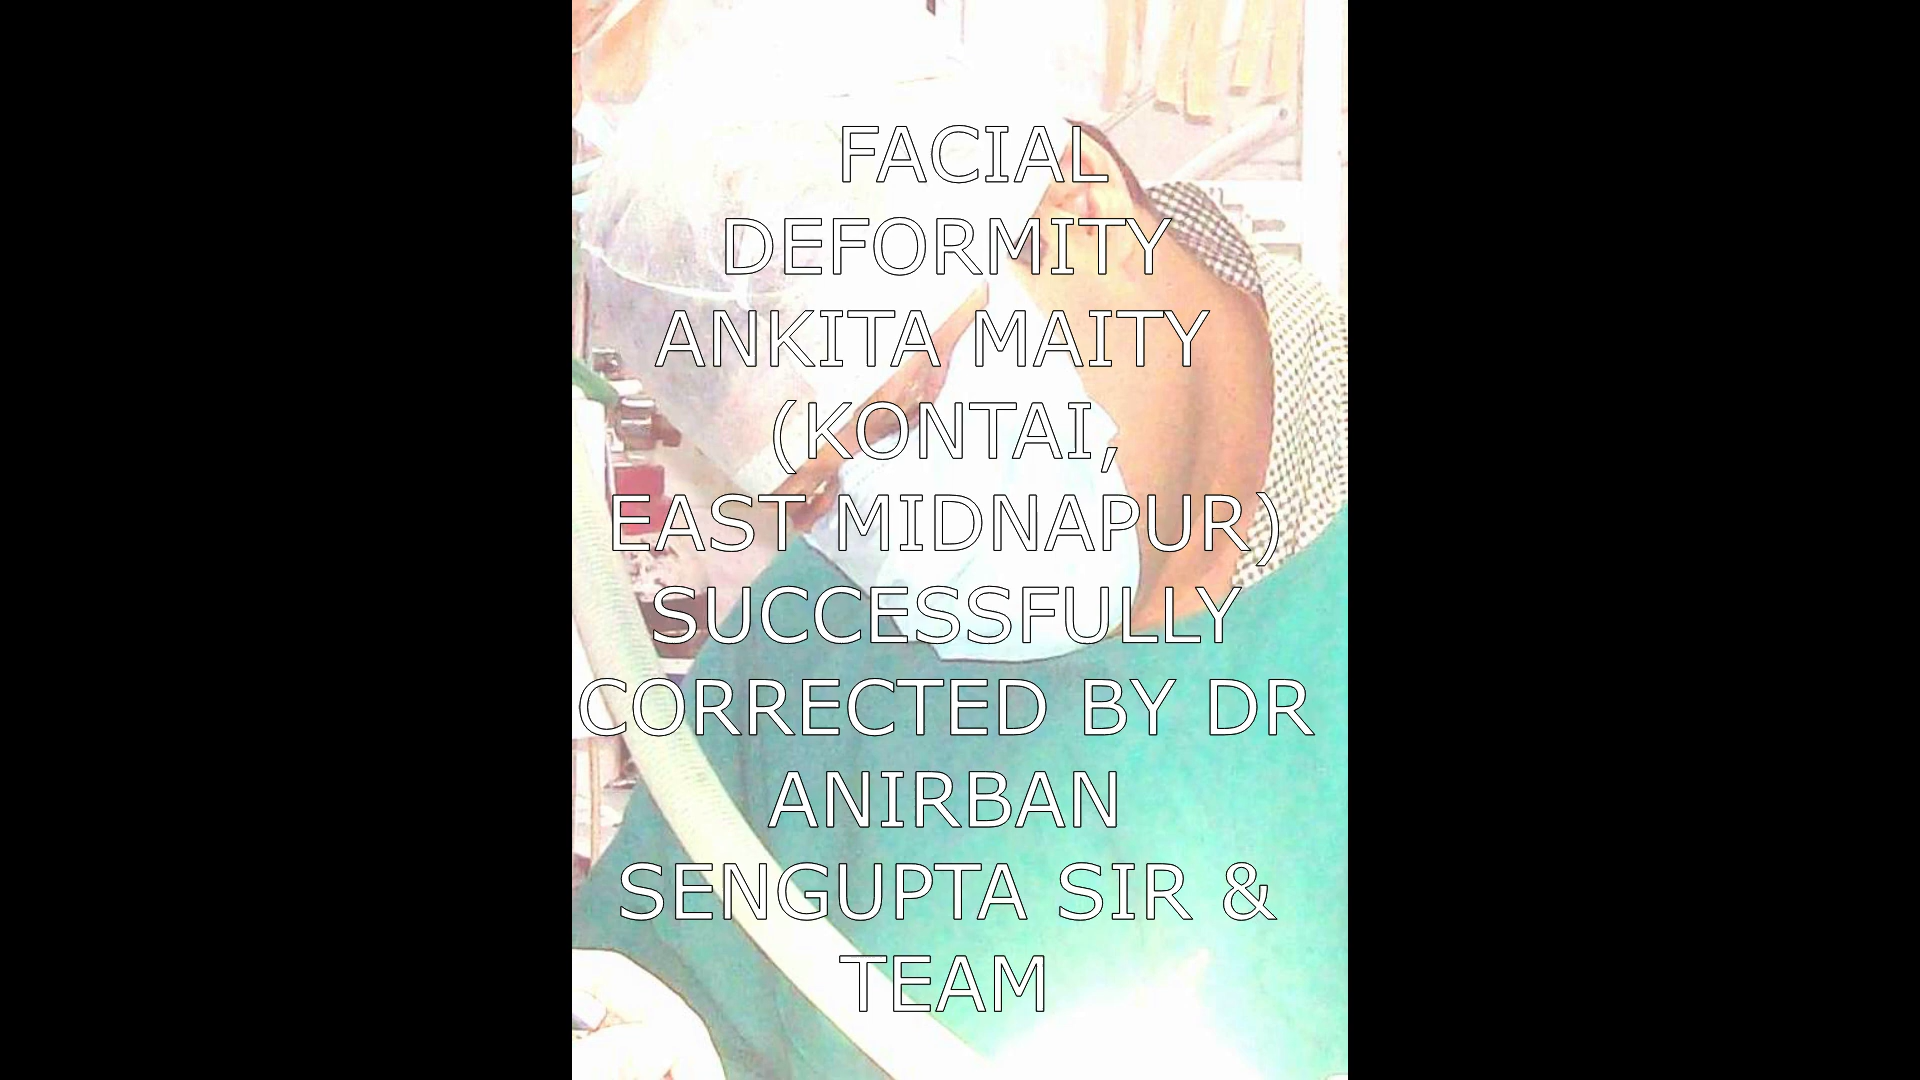 FACIAL
DEFORMITY
ANKITA MAITY
(KONTAI,
EAST MIDNAPUR)
SUCCESSFULLY
CORRECTED BY DR
ANIRBAN
SENGUPTA SIR &
TEAM